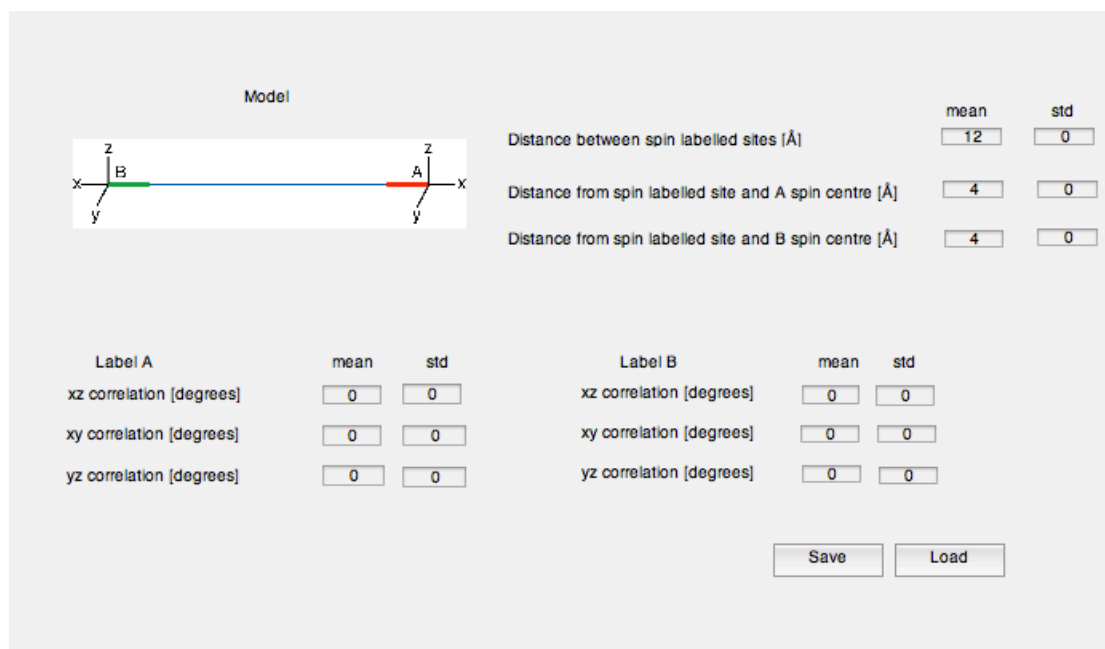 Model
mean std
Distance between spin labelled sites [Å] 12 0
Distance from spin labelled site and A spin centre [Å] 4 0
Distance from spin labelled site and B spin centre [Å] 4 0
z z
B A
x x
y y
Label A mean std
xz correlation [degrees] 0 0
xy correlation [degrees] 0 0
yz correlation [degrees] 0 0
Label B mean std
xz correlation [degrees] 0 0
xy correlation [degrees] 0 0
yz correlation [degrees] 0 0
Save Load